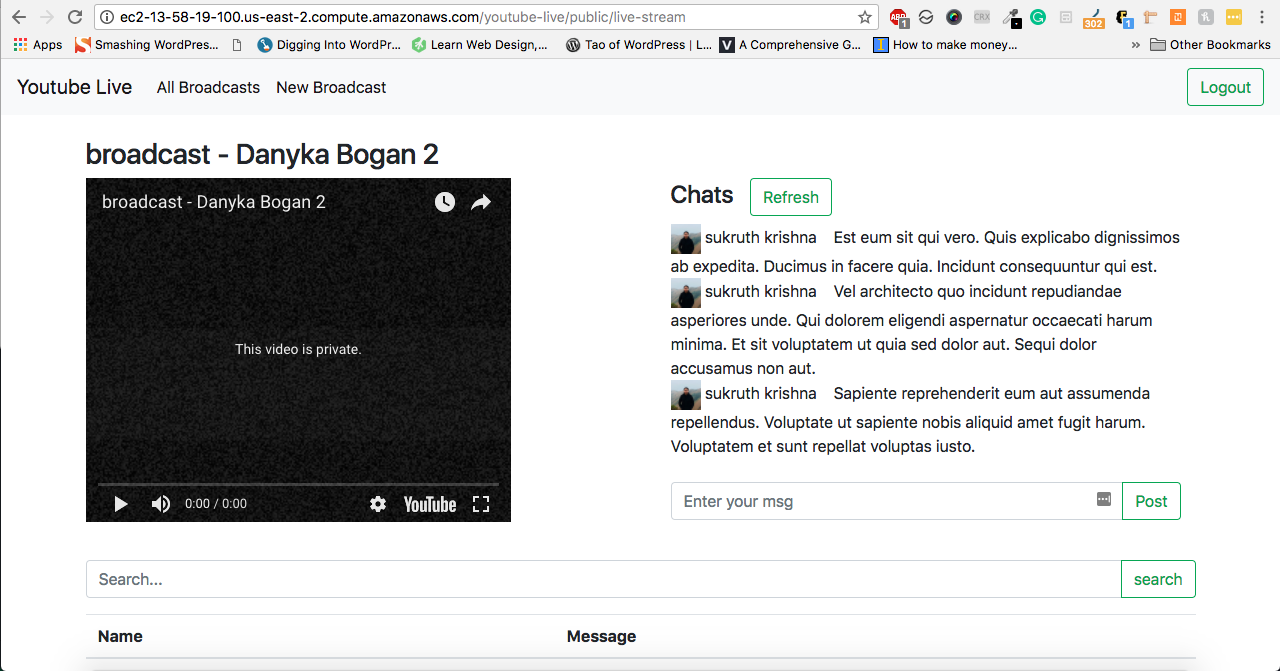 ec2-13-58-19-100.us-east-2.compute.amazonaws.com/youtube-live/public/live-stream
ABP 1 CRX 302 1
Apps Smashing WordPress... Digging Into WordPr... Learn Web Design,... Tao of WordPress | L... V A Comprehensive G... How to make money... » Other Bookmarks
Youtube Live All Broadcasts New Broadcast Logout
broadcast - Danyka Bogan 2
broadcast - Danyka Bogan 2
This video is private.
0:00 / 0:00 YouTube
Chats Refresh
sukruth krishna Est eum sit qui vero. Quis explicabo dignissimos
ab expedita. Ducimus in facere quia. Incidunt consequuntur qui est.
sukruth krishna Vel architecto quo incidunt repudiandae
asperiores unde. Qui dolorem eligendi aspernatur occaecati harum
minima. Et sit voluptatem ut quia sed dolor aut. Sequi dolor
accusamus non aut.
sukruth krishna Sapiente reprehenderit eum aut assumenda
repellendus. Voluptate ut sapiente nobis aliquid amet fugit harum.
Voluptatem et sunt repellat voluptas iusto.
Enter your msg Post
Search... search
Name Message